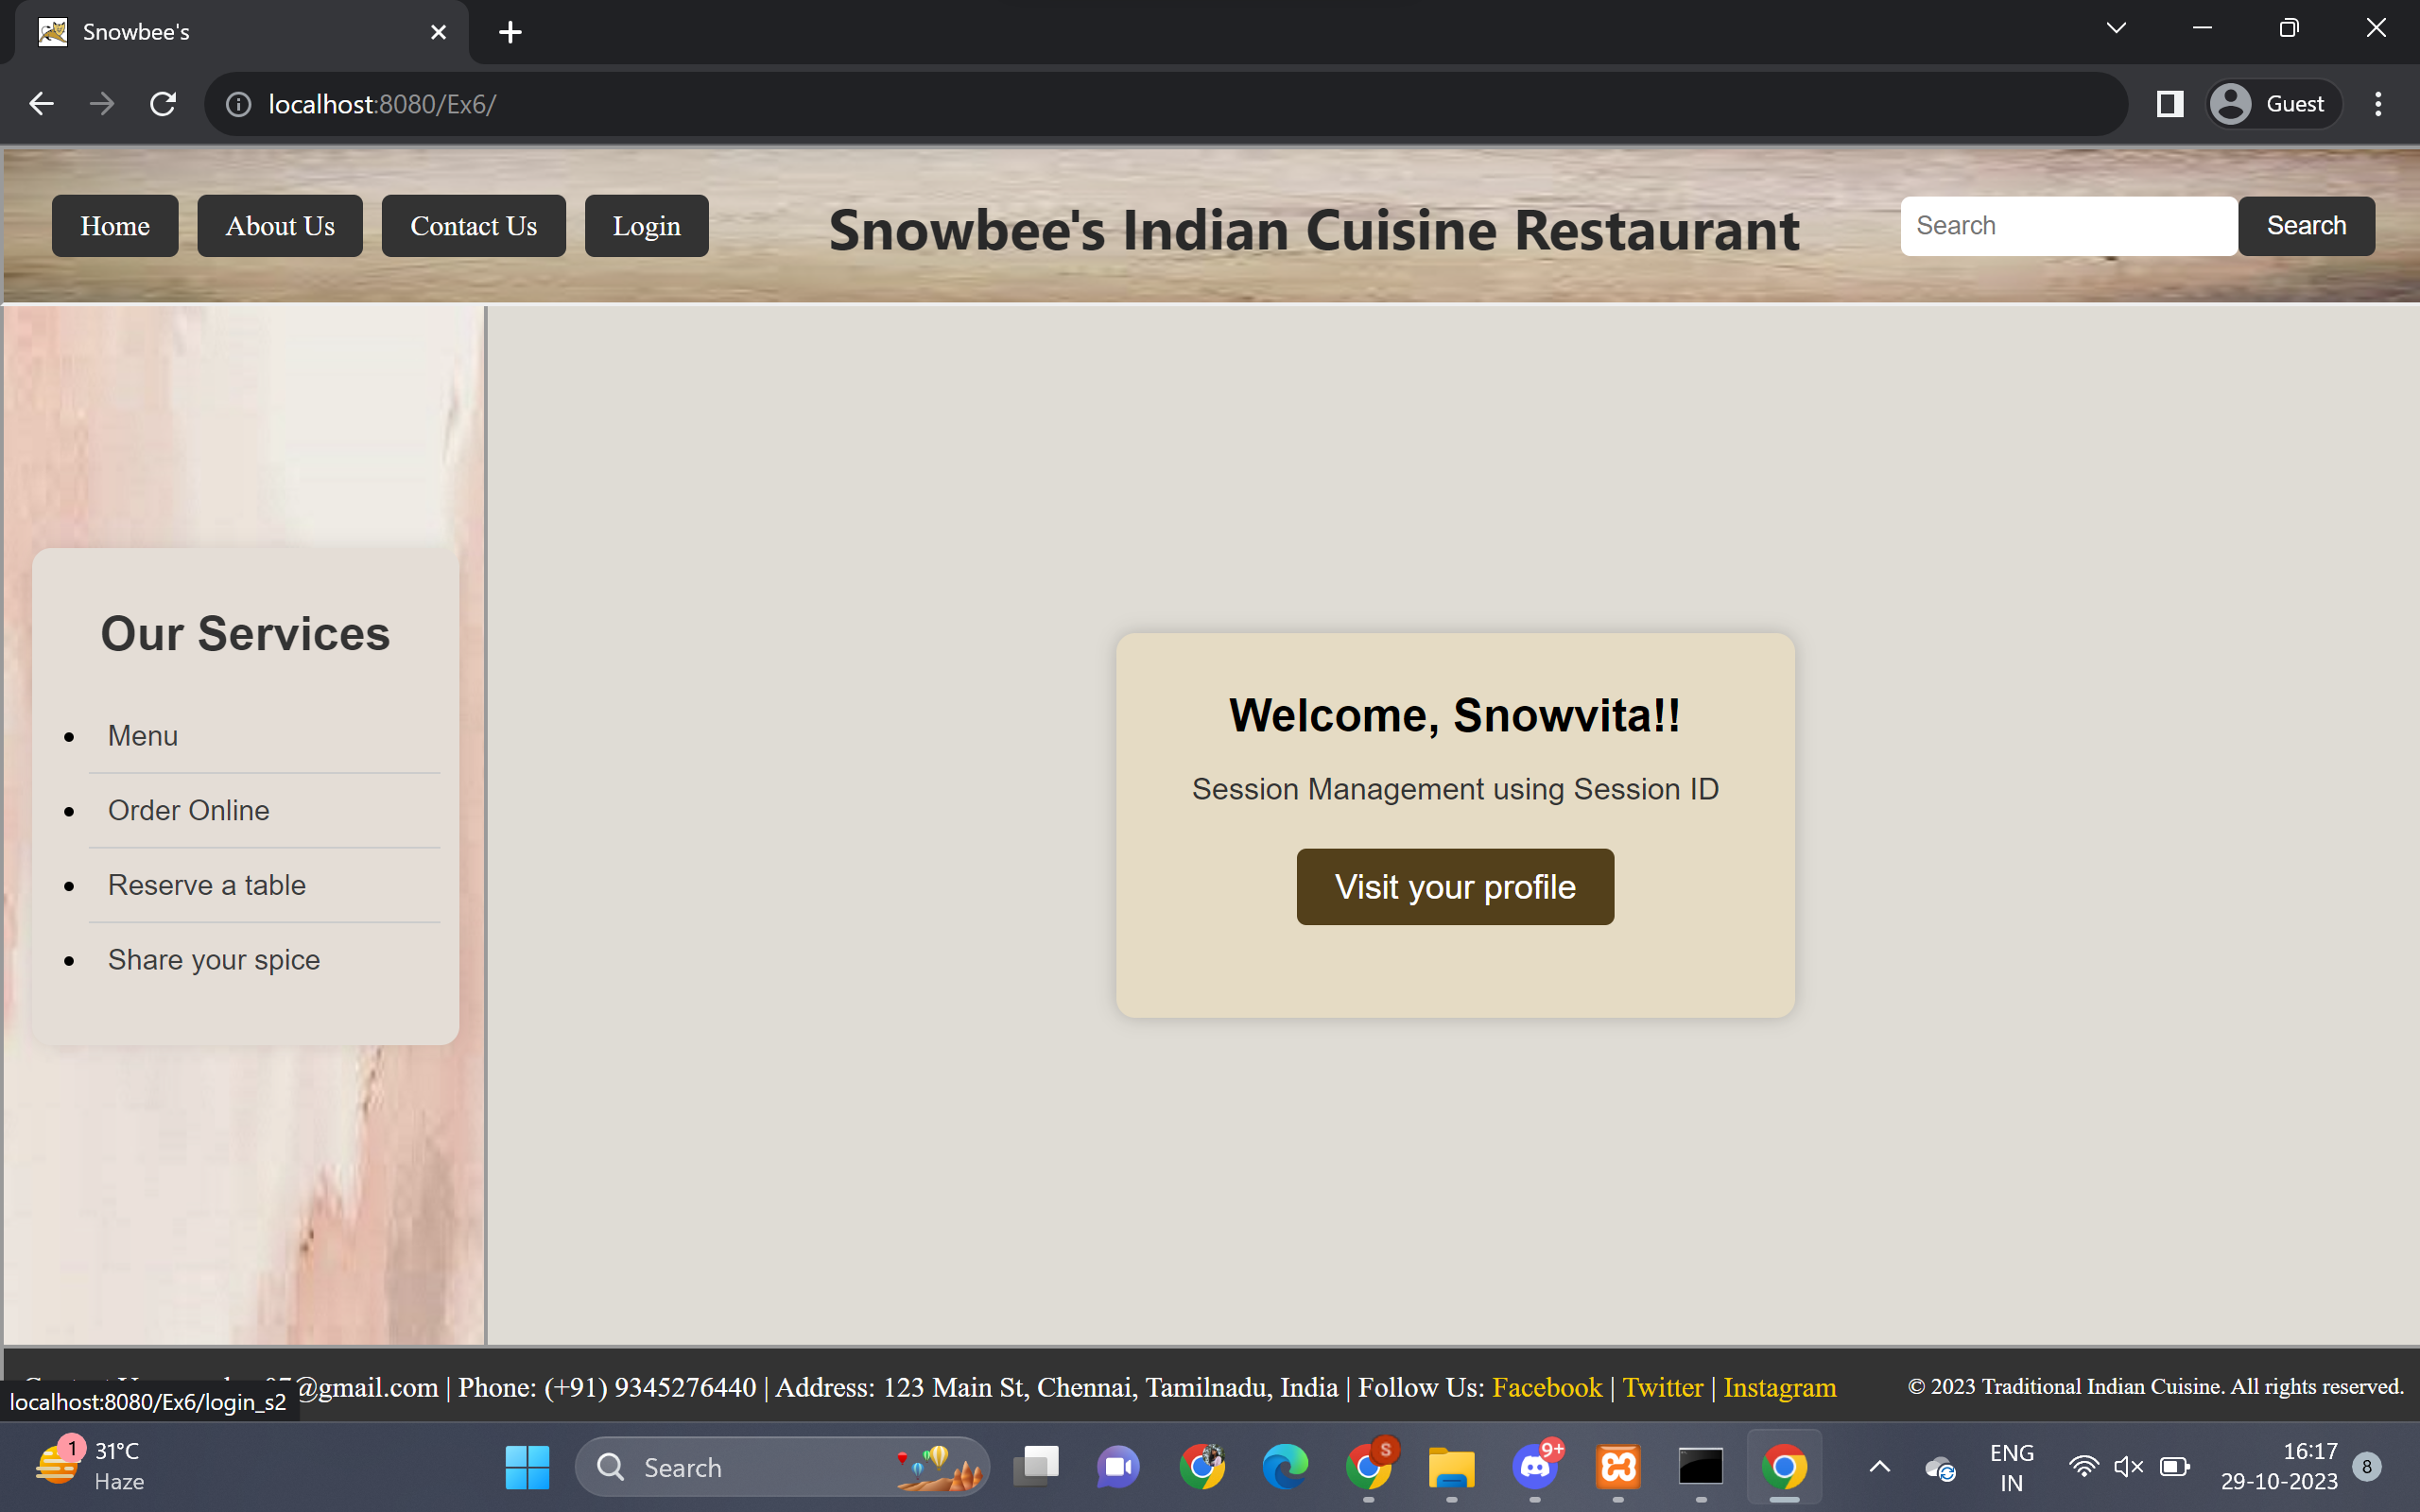 Snowbee's
localhost:8080/Ex6/
Guest
Home
About Us
Contact Us
Login
Snowbee's Indian Cuisine Restaurant
Search
Search
Our Services
Menu
Order Online
Reserve a table
Share your spice
Welcome, Snowvita!!
Session Management using Session ID
Visit your profile
@gmail.com | Phone: (+91) 9345276440 | Address: 123 Main St, Chennai, Tamilnadu, India | Follow Us: Facebook | Twitter | Instagram
© 2023 Traditional Indian Cuisine. All rights reserved.
localhost:8080/Ex6/login_s2
1
31°C
Haze
Search
S
9+
ENG
IN
16:17
29-10-2023
8